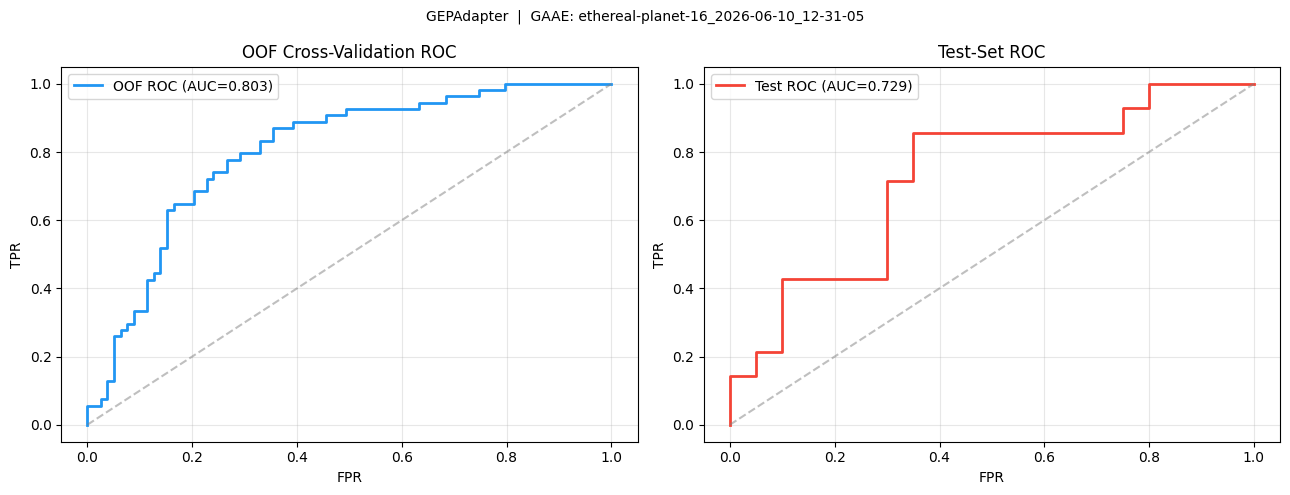 GEPAdapter | GAAE: ethereal-planet-16_2026-06-10_12-31-05
OOF Cross-Validation ROC
OOF ROC (AUC=0.803)
TPR
1.0
0.8
0.6
0.4
0.2
0.0
0.0 0.2 0.4 0.6 0.8 1.0
FPR
Test-Set ROC
Test ROC (AUC=0.729)
TPR
1.0
0.8
0.6
0.4
0.2
0.0
0.0 0.2 0.4 0.6 0.8 1.0
FPR